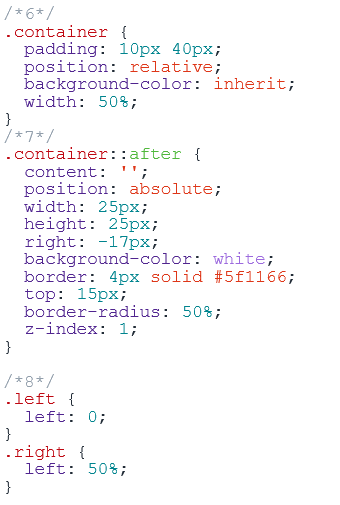 /*6*/
.container {
  padding: 10px 40px;
  position: relative;
  background-color: inherit;
  width: 50%;
}
/*7*/
.container::after {
  content: '';
  position: absolute;
  width: 25px;
  height: 25px;
  right: -17px;
  background-color: white;
  border: 4px solid #5f1166;
  top: 15px;
  border-radius: 50%;
  z-index: 1;
}

/*8*/
.left {
  left: 0;
}
.right {
  left: 50%;
}